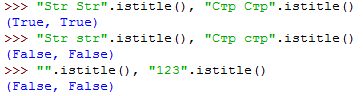 >>> "Str Str".istitle(), "Стр Стр".istitle()
(True, True)
>>> "Str str".istitle(), "Стр стр".istitle()
(False, False)
>>> "".istitle(), "123".istitle()
(False, False)